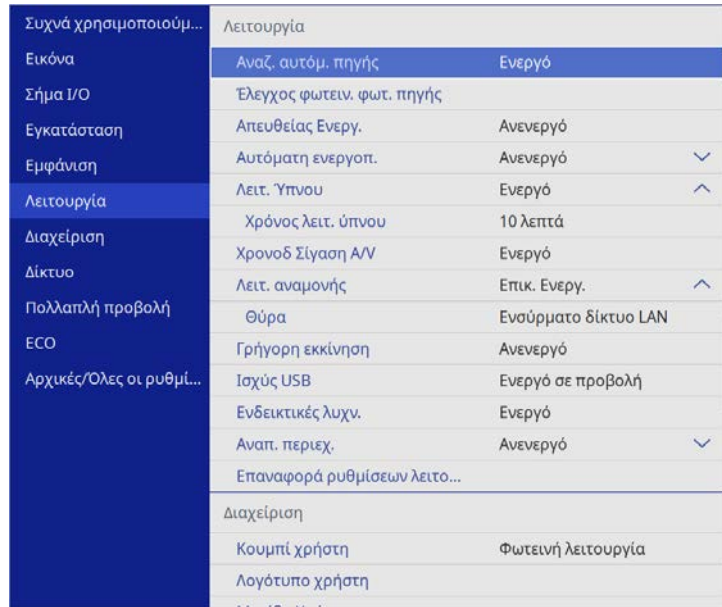 Συχνά χρησιμοποιούμ...
Εικόνα
Σήμα I/O
Εγκατάσταση
Εμφάνιση
Λειτουργία
Διαχείριση
Δίκτυο
Πολλαπλή προβολή
ECO
Αρχικές/Όλες οι ρυθμί...
Λειτουργία
Αναζ. αυτόμ. πηγής Ενεργό
Έλεγχος φωτειν. φωτ. πηγής
Απευθείας Ενεργ. Ανενεργό
Αυτόματη ενεργοπ. Ανενεργό
Λειτ. Ύπνου Ενεργό
Χρόνος λειτ. ύπνου 10 λεπτά
Χρονοδ Σίγαση A/V Ενεργό
Λειτ. αναμονής Επικ. Ενεργ.
Θύρα Ενσύρματο δίκτυο LAN
Γρήγορη εκκίνηση Ανενεργό
Ισχύς USB Ενεργό σε προβολή
Ενδεικτικές λυχν. Ενεργό
Αναπ. περιεχ. Ανενεργό
Επαναφορά ρυθμίσεων λειτο...
Διαχείριση
Κουμπί χρήστη Φωτεινή λειτουργία
Λογότυπο χρήστη